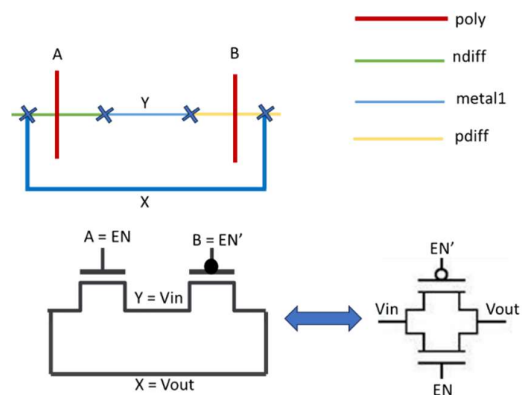 poly
A
B
ndiff
Y
metal1
pdiff
X
A = EN
B = EN’
EN’
Y = Vin
Vin
Vout
X = Vout
EN